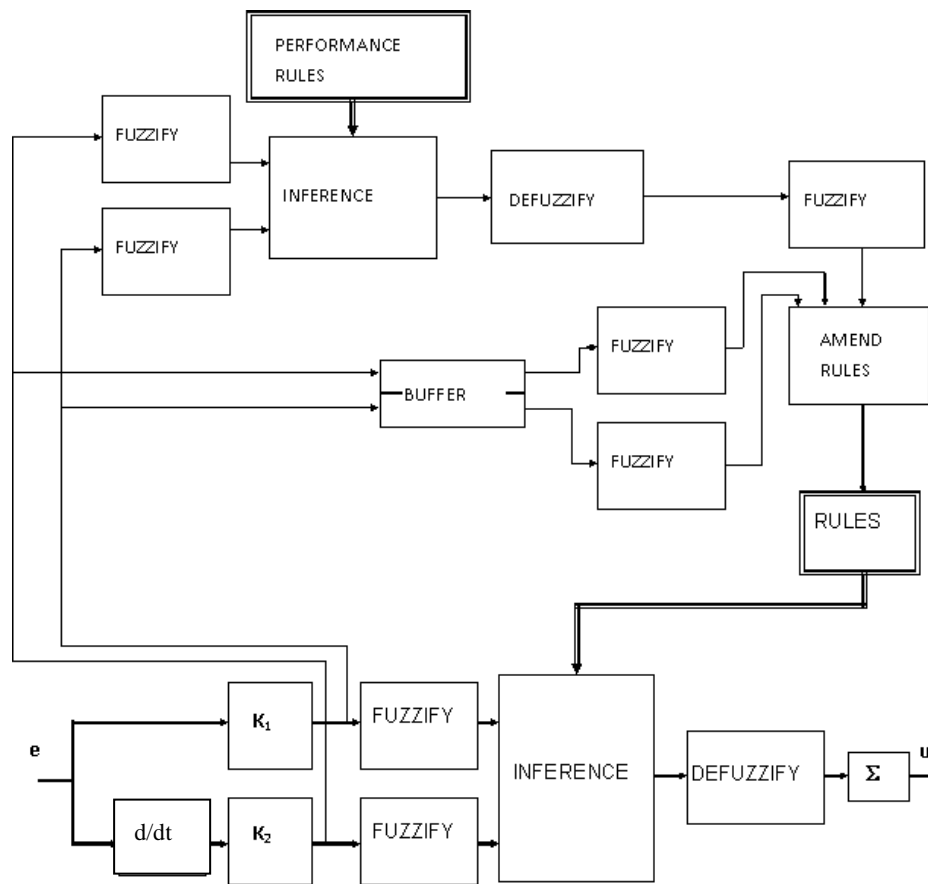 PERFORMANCE
RULES
FUZZIFY
INFERENCE
DEFUZZIFY
FUZZIFY
FUZZIFY
FUZZIFY
AMEND
RULES
BUFFER
FUZZIFY
RULES
e
K₁
FUZZIFY
INFERENCE
DEFUZZIFY
Σ
u
d/dt
K₂
FUZZIFY